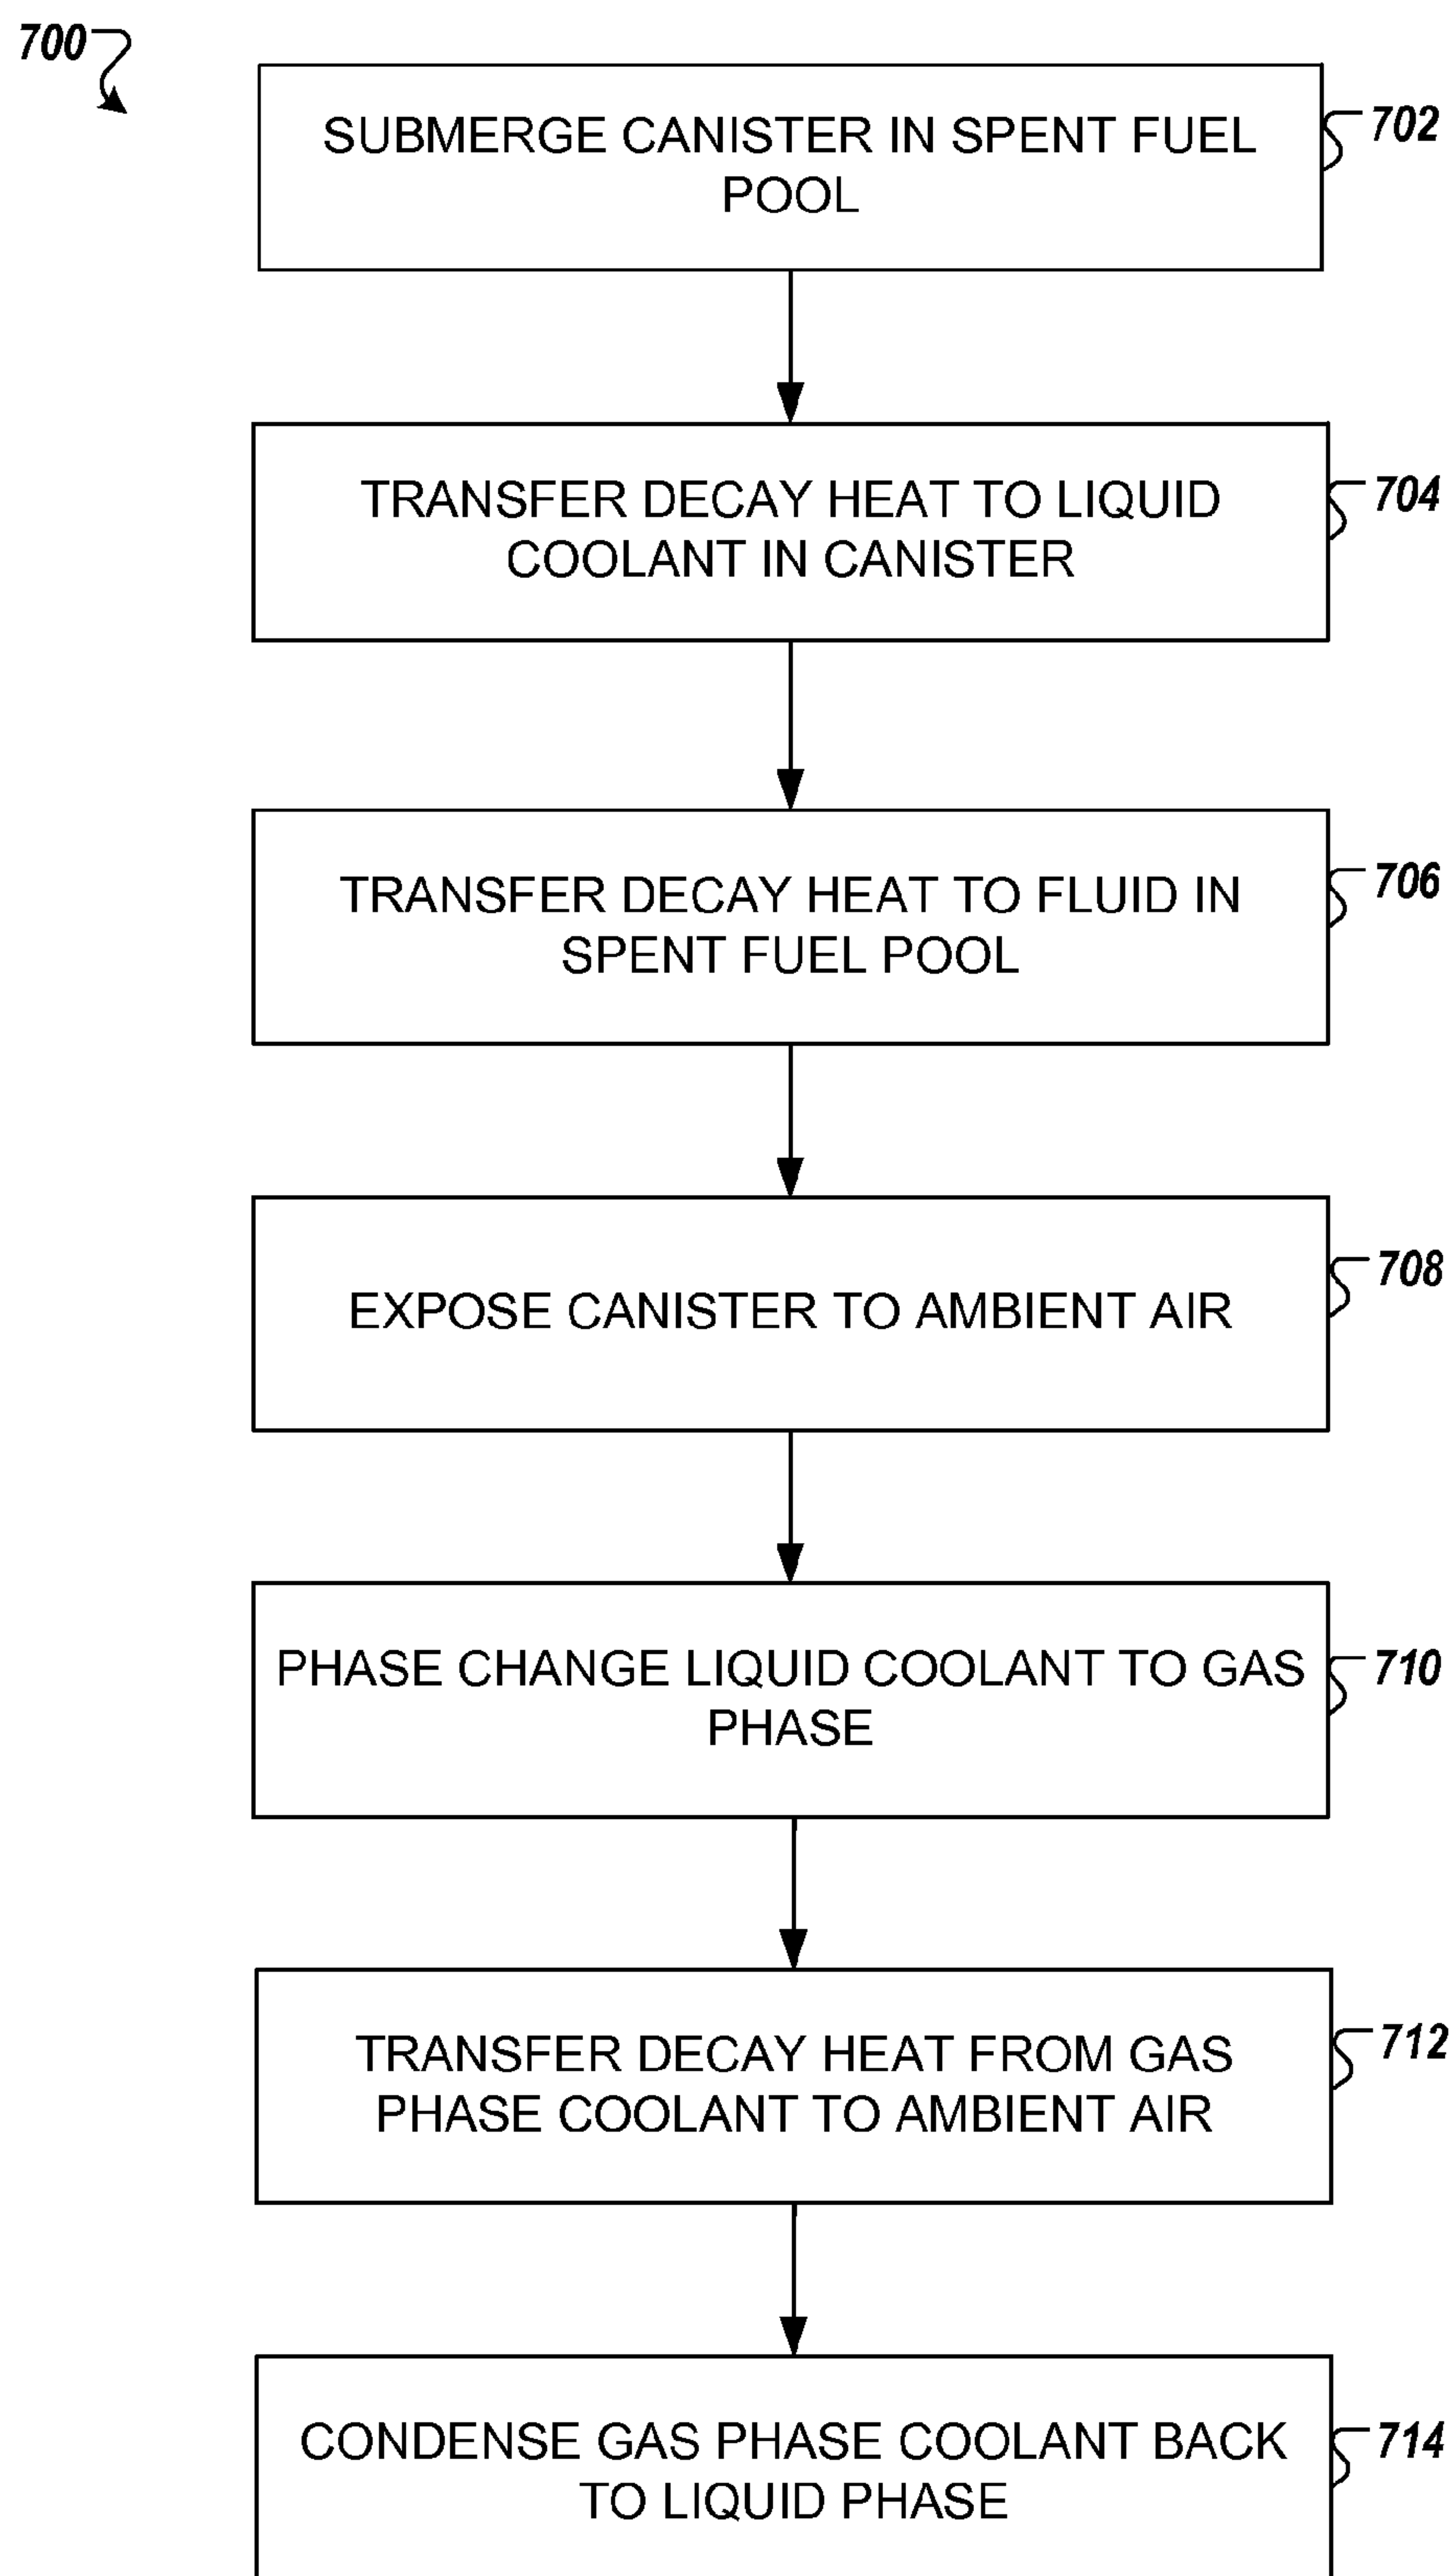 700
SUBMERGE CANISTER IN SPENT FUEL
POOL
702
TRANSFER DECAY HEAT TO LIQUID
COOLANT IN CANISTER
704
TRANSFER DECAY HEAT TO FLUID IN
SPENT FUEL POOL
706
EXPOSE CANISTER TO AMBIENT AIR
708
PHASE CHANGE LIQUID COOLANT TO GAS
PHASE
710
TRANSFER DECAY HEAT FROM GAS
PHASE COOLANT TO AMBIENT AIR
712
CONDENSE GAS PHASE COOLANT BACK
TO LIQUID PHASE
714